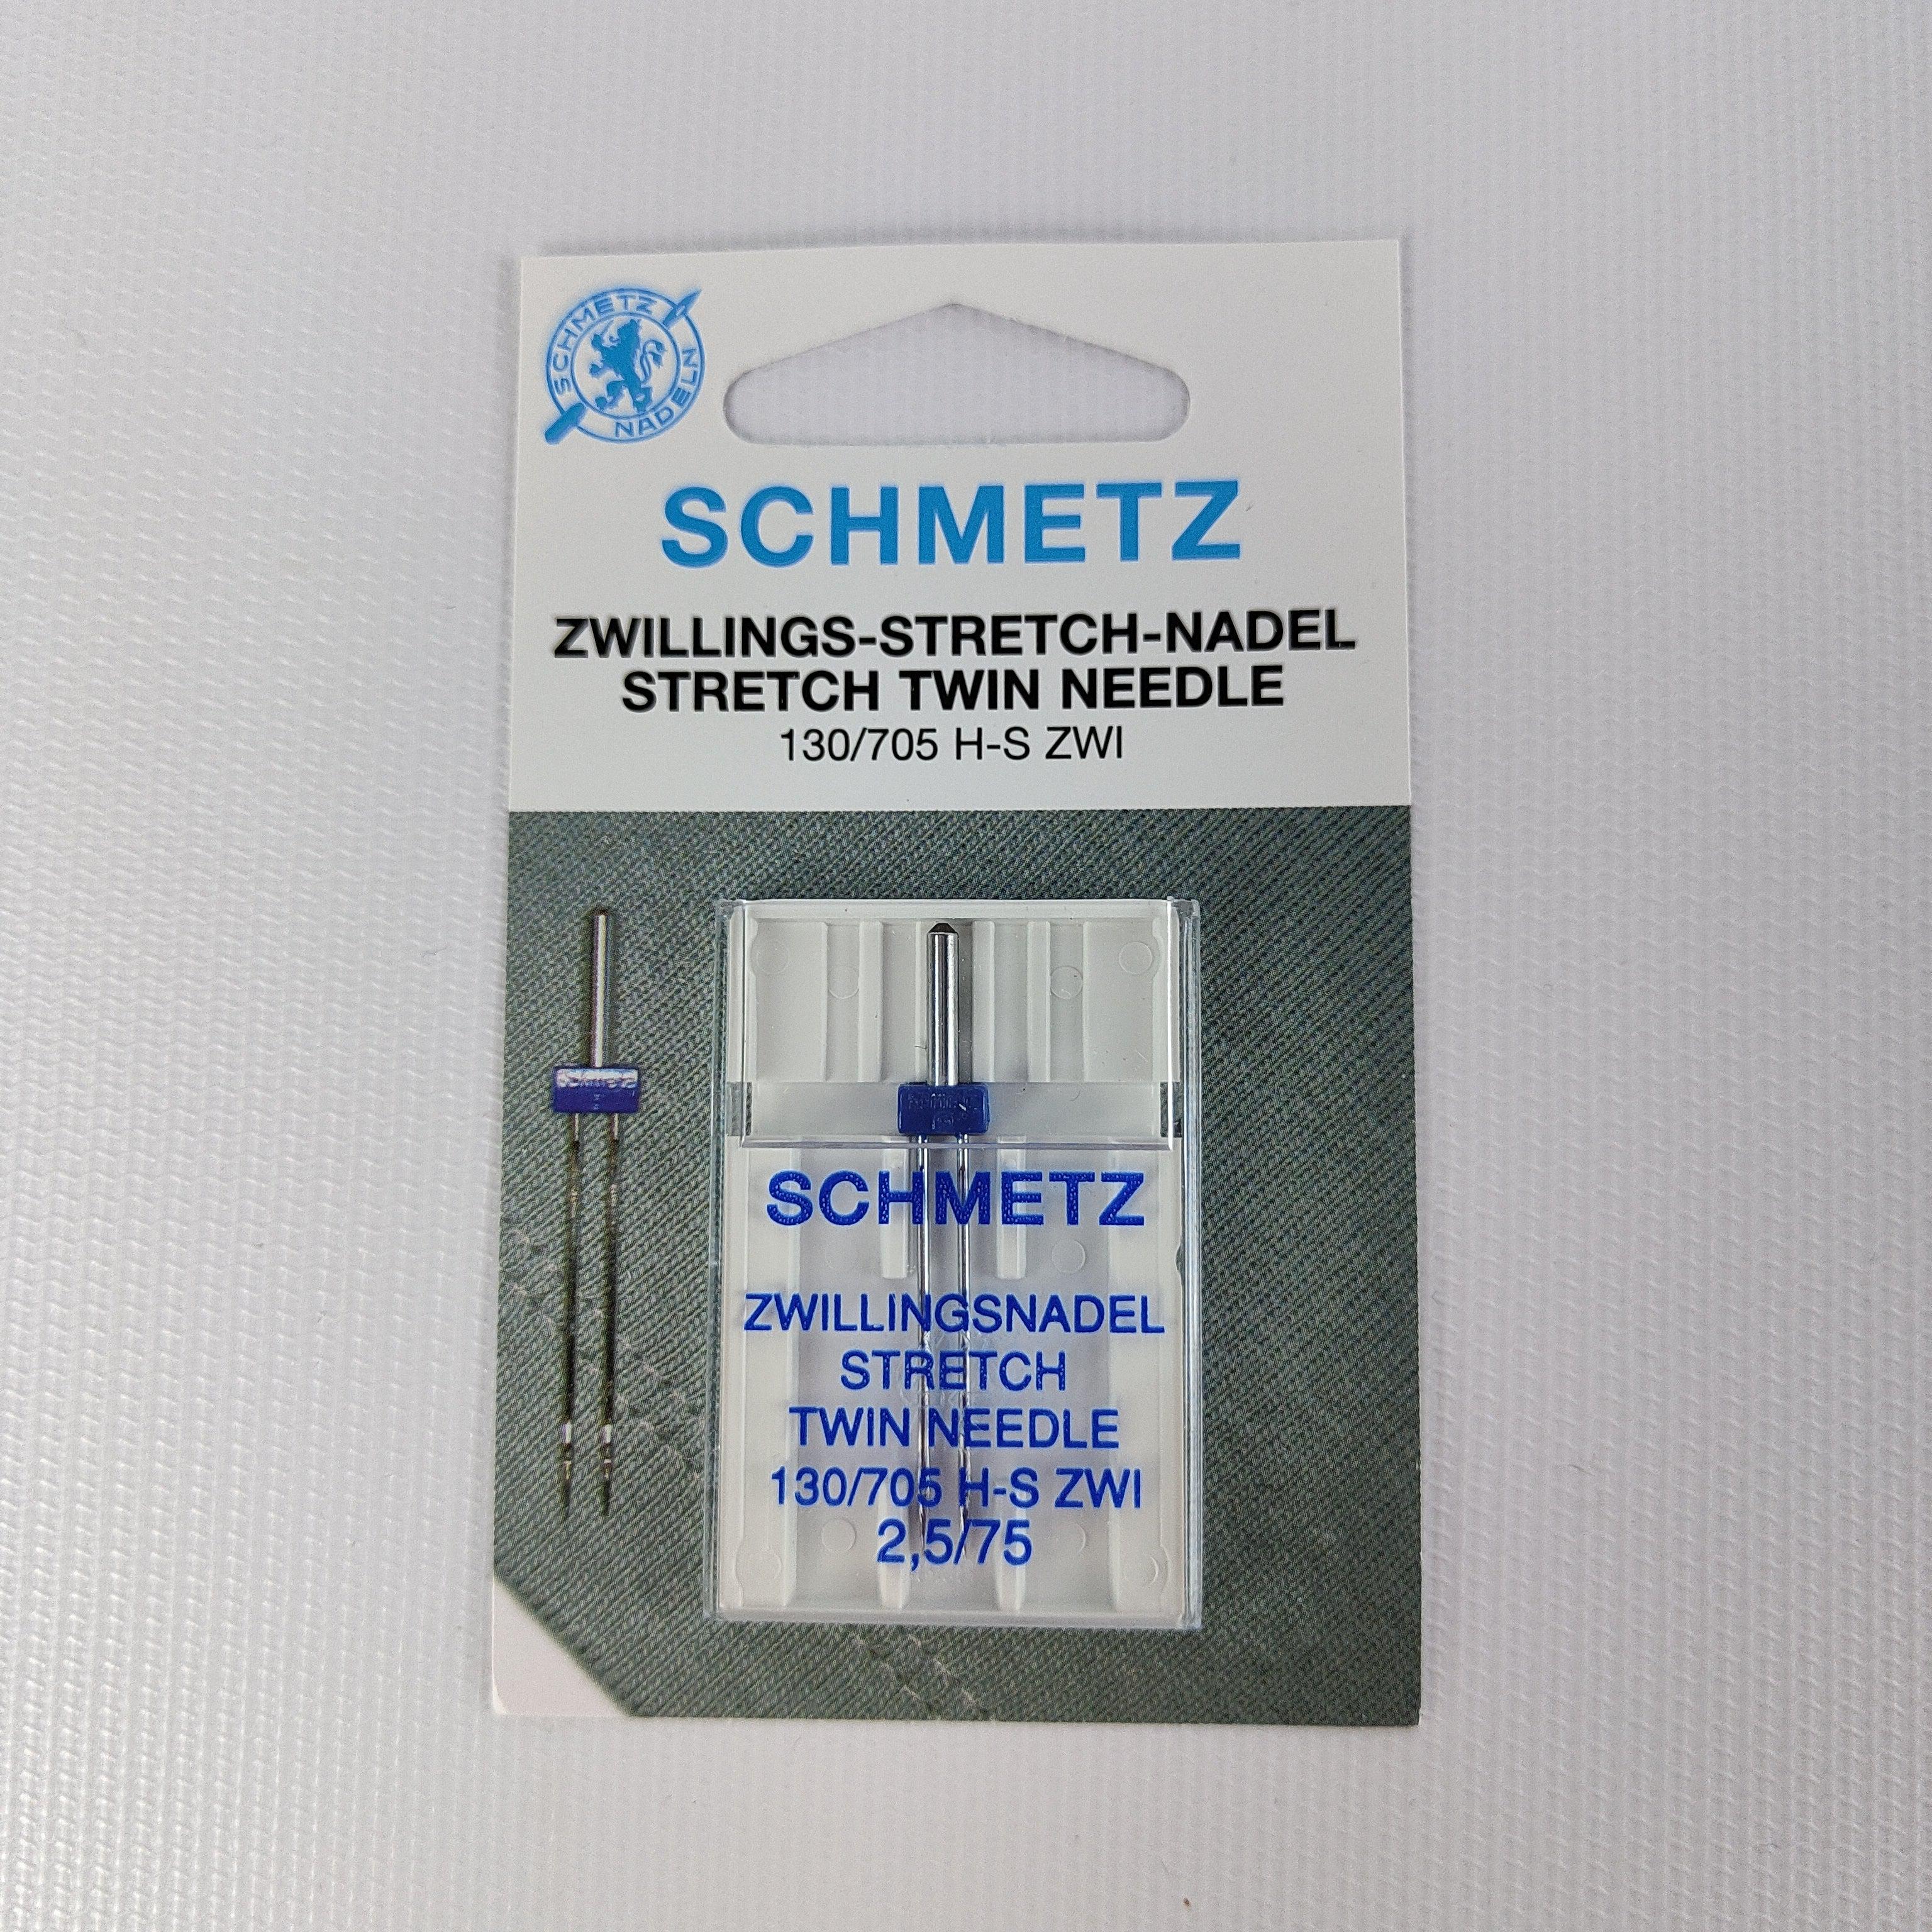 SCHMETZ
NADELN
SCHMETZ
ZWILLINGS-STRETCH-NADEL
STRETCH TWIN NEEDLE
130/705 H-S ZWI
SCHMETZ
SCHMETZ
ZWILLINGSNADEL
STRETCH
TWIN NEEDLE
130/705 H-S ZWI
2,5/75